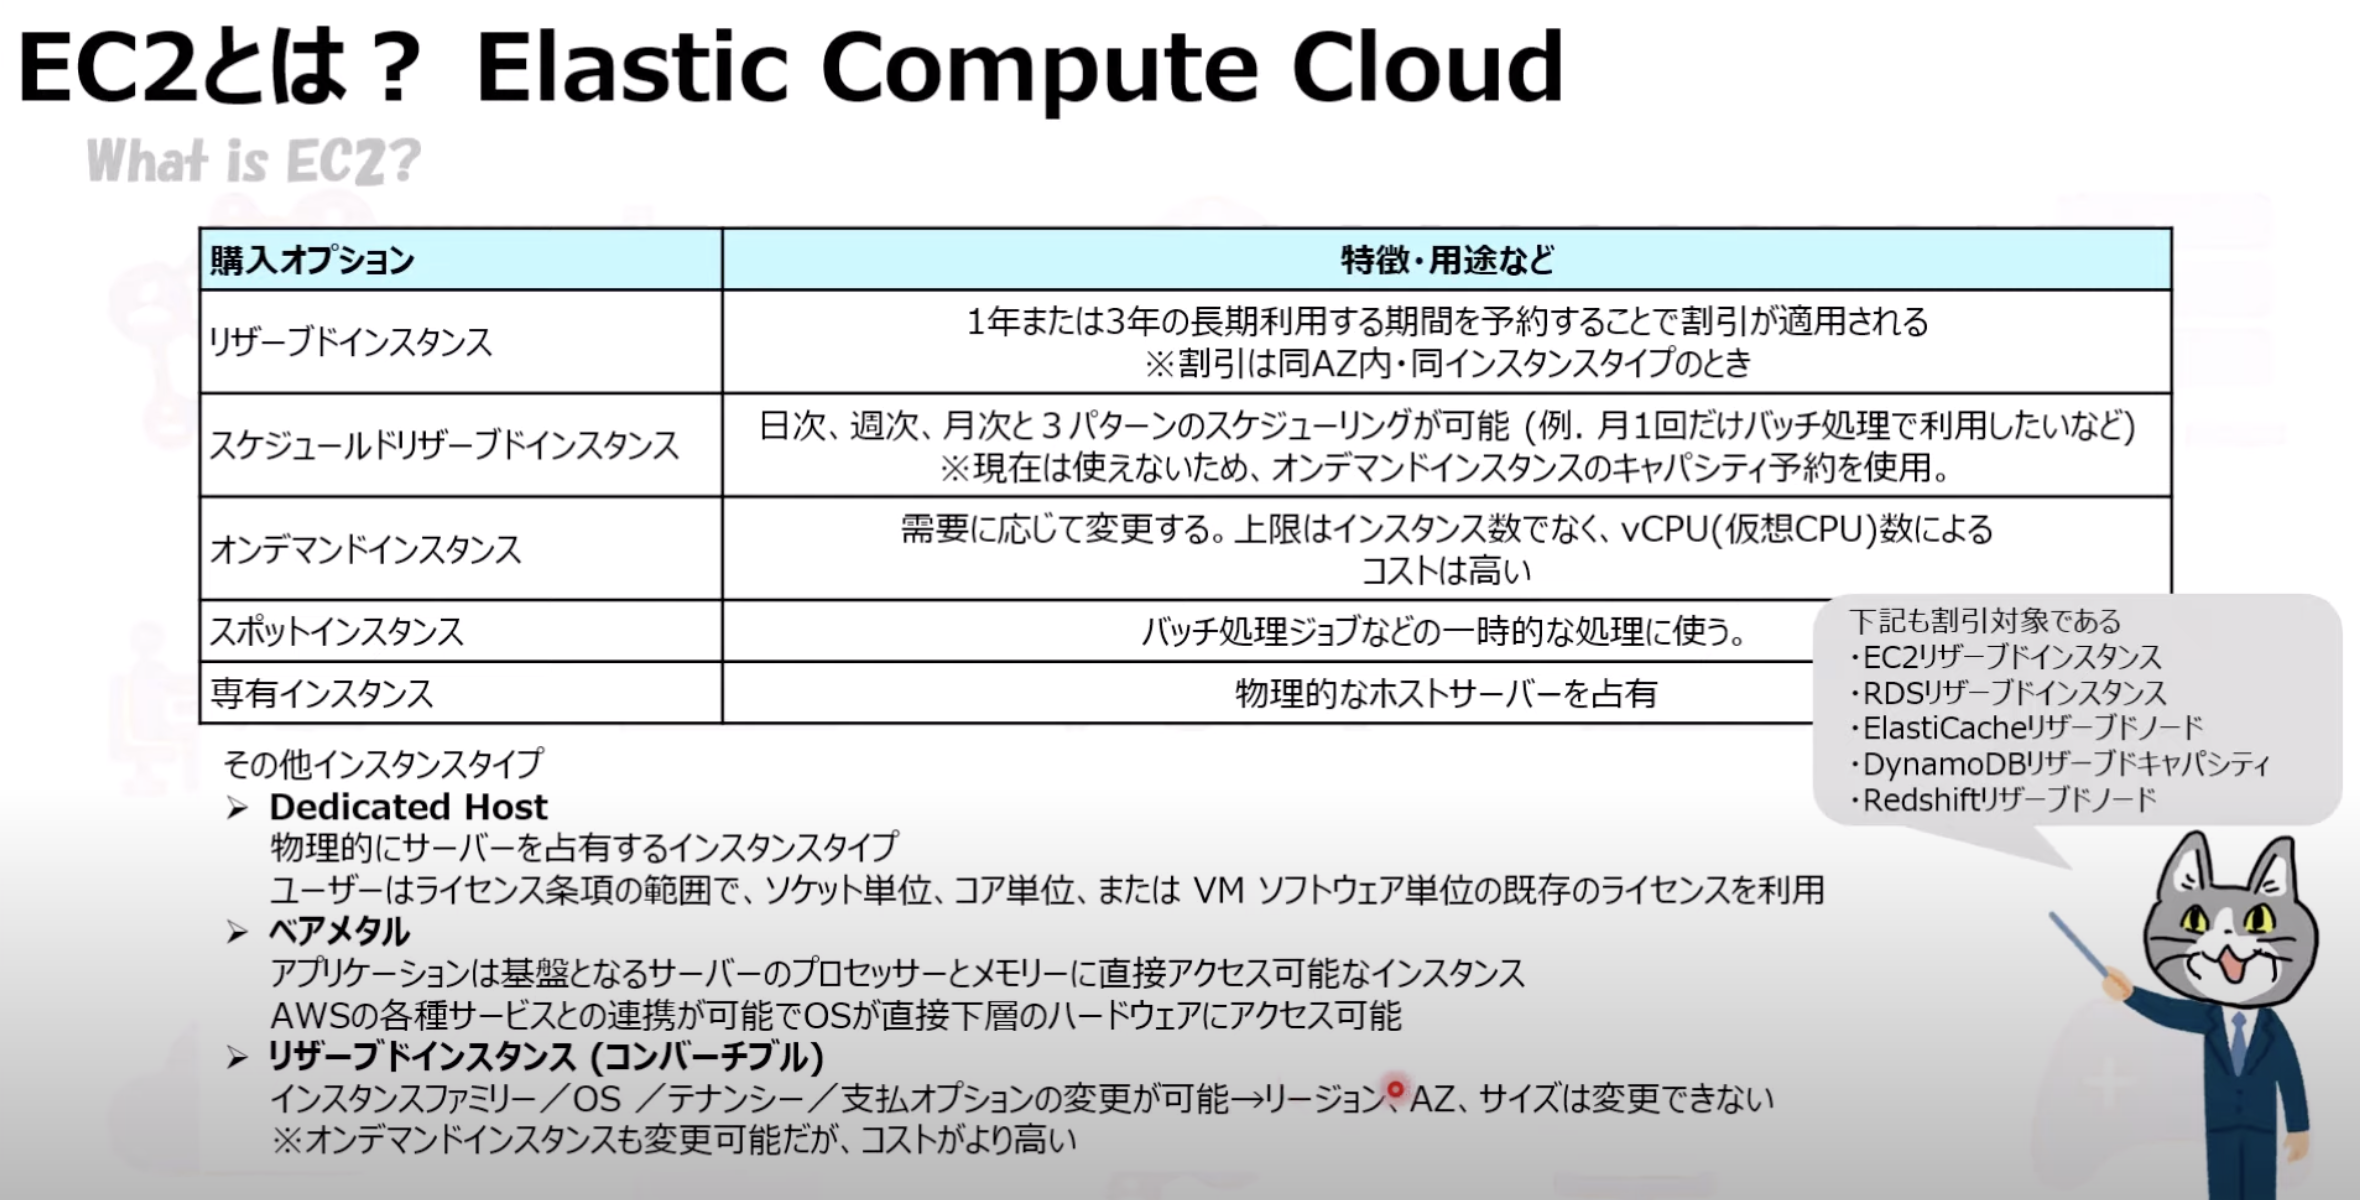 EC2とは？ Elastic Compute Cloud
What is EC2?
購入オプション
特徴・用途など
リザーブドインスタンス
1年または3年の長期利用する期間を予約することで割引が適用される
※割引は同AZ内・同インスタンスタイプのとき
スケジュールドリザーブドインスタンス
日次、週次、月次と３パターンのスケジューリングが可能 (例. 月1回だけバッチ処理で利用したいなど)
※現在は使えないため、オンデマンドインスタンスのキャパシティ予約を使用。
オンデマンドインスタンス
需要に応じて変更する。上限はインスタンス数でなく、vCPU(仮想CPU)数による
コストは高い
スポットインスタンス
バッチ処理ジョブなどの一時的な処理に使う。
専有インスタンス
物理的なホストサーバーを占有
下記も割引対象である
・EC2リザーブドインスタンス
・RDSリザーブドインスタンス
・ElastiCacheリザーブドノード
・DynamoDBリザーブドキャパシティ
・Redshiftリザーブドノード
その他インスタンスタイプ
➢ Dedicated Host
物理的にサーバーを占有するインスタンスタイプ
ユーザーはライセンス条項の範囲で、ソケット単位、コア単位、または VM ソフトウェア単位の既存のライセンスを利用
➢ ベアメタル
アプリケーションは基盤となるサーバーのプロセッサーとメモリーに直接アクセス可能なインスタンス
AWSの各種サービスとの連携が可能でOSが直接下層のハードウェアにアクセス可能
➢ リザーブドインスタンス (コンバーチブル)
インスタンスファミリー／OS ／テナンシー／支払オプションの変更が可能→リージョン、AZ、サイズは変更できない
※オンデマンドインスタンスも変更可能だが、コストがより高い